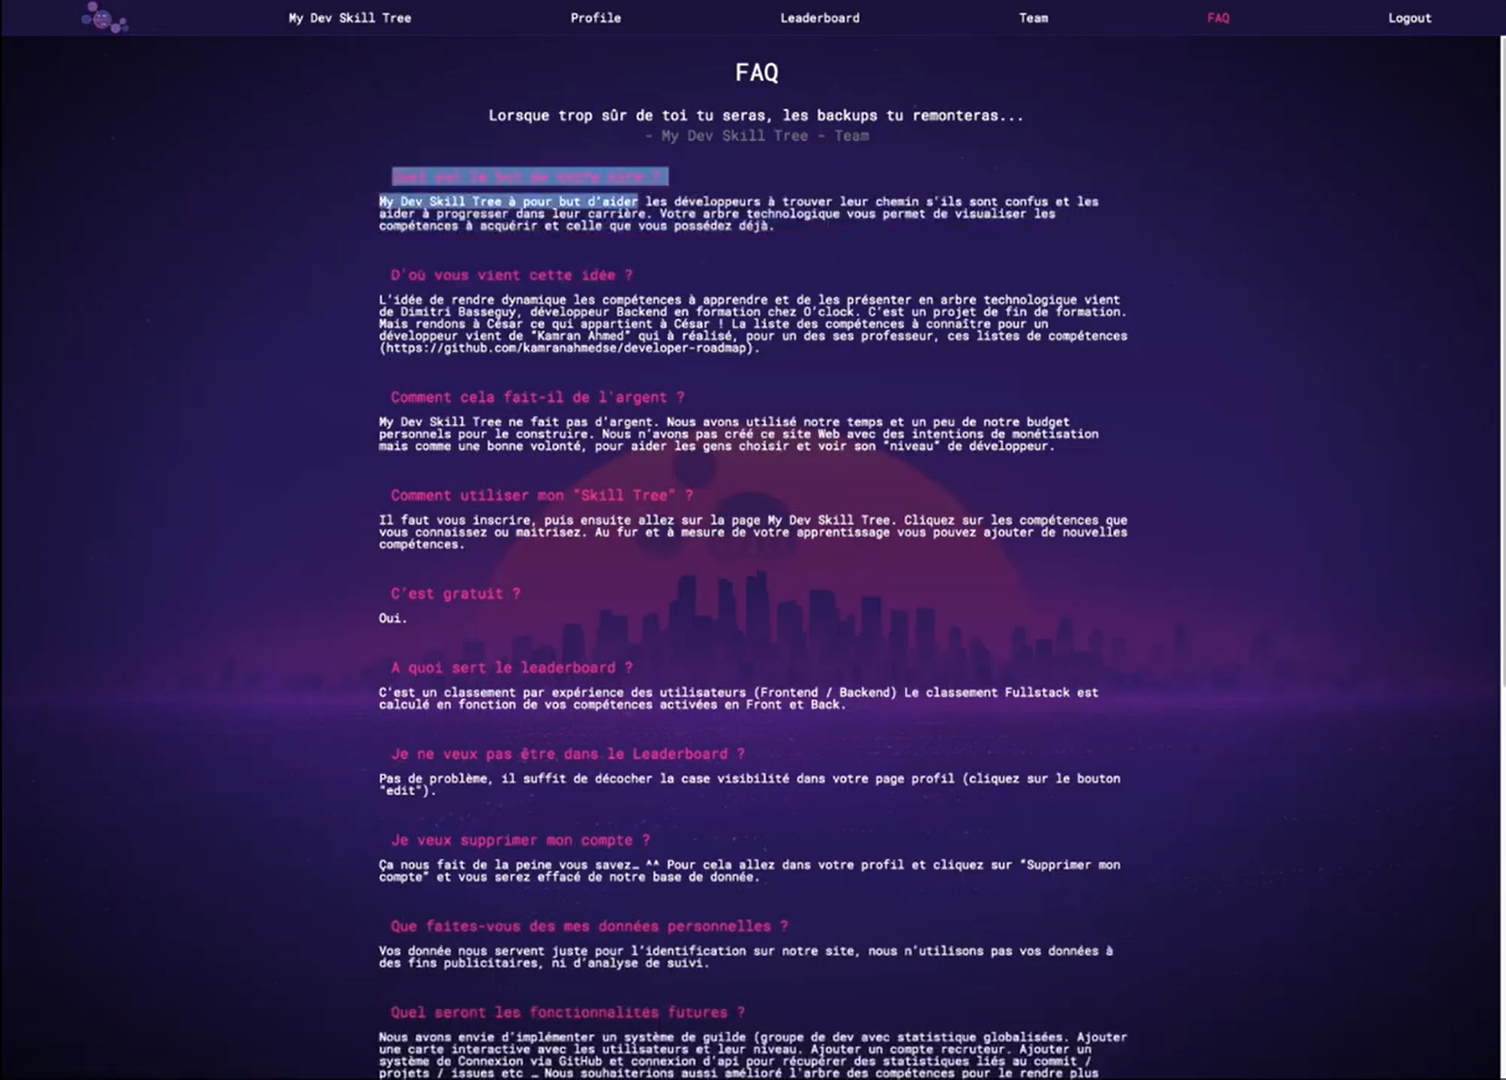 My Dev Skill Tree
Profile
Leaderboard
Team
FAQ
Logout
FAQ
Lorsque trop sûr de toi tu seras, les backups tu remonteras...
- My Dev Skill Tree - Team
Quel est le but de votre site ?
My Dev Skill Tree à pour but d'aider les développeurs à trouver leur chemin s'ils sont confus et les
aider à progresser dans leur carrière. Votre arbre technologique vous permet de visualiser les
compétences à acquérir et celle que vous possédez déjà.
D'où vous vient cette idée ?
L'idée de rendre dynamique les compétences à apprendre et de les présenter en arbre technologique vient
de Dimitri Basseguy, développeur Backend en formation chez O'clock. C'est un projet de fin de formation.
Mais rendons à César ce qui appartient à César ! La liste des compétences à connaître pour un
développeur vient de "Kamran Ahmed" qui à réalisé, pour un des ses professeur, ces listes de compétences
(https://github.com/kamranahmedse/developer-roadmap).
Comment cela fait-il de l'argent ?
My Dev Skill Tree ne fait pas d'argent. Nous avons utilisé notre temps et un peu de notre budget
personnels pour le construire. Nous n'avons pas créé ce site Web avec des intentions de monétisation
mais comme une bonne volonté, pour aider les gens choisir et voir son "niveau" de développeur.
Comment utiliser mon "Skill Tree" ?
Il faut vous inscrire, puis ensuite allez sur la page My Dev Skill Tree. Cliquez sur les compétences que
vous connaissez ou maitrisez. Au fur et à mesure de votre apprentissage vous pouvez ajouter de nouvelles
compétences.
C'est gratuit ?
Oui.
A quoi sert le leaderboard ?
C'est un classement par expérience des utilisateurs (Frontend / Backend) Le classement Fullstack est
calculé en fonction de vos compétences activées en Front et Back.
Je ne veux pas être dans le Leaderboard ?
Pas de problème, il suffit de décocher la case visibilité dans votre page profil (cliquez sur le bouton
"edit").
Je veux supprimer mon compte ?
Ça nous fait de la peine vous savez… ^^ Pour cela allez dans votre profil et cliquez sur "Supprimer mon
compte" et vous serez effacé de notre base de donnée.
Que faites-vous des mes données personnelles ?
Vos donnée nous servent juste pour l'identification sur notre site, nous n'utilisons pas vos données à
des fins publicitaires, ni d'analyse de suivi.
Quel seront les fonctionnalités futures ?
Nous avons envie d'implémenter un système de guilde (groupe de dev avec statistique globalisées. Ajouter
une carte interactive avec les utilisateurs et leur niveau. Ajouter un compte recruteur. Ajouter un
système de Connexion via GitHub et connexion d'api pour récupérer des statistiques liés au commit /
projets / issues etc … Nous souhaiterions aussi amélioré l'arbre des compétences pour le rendre plus